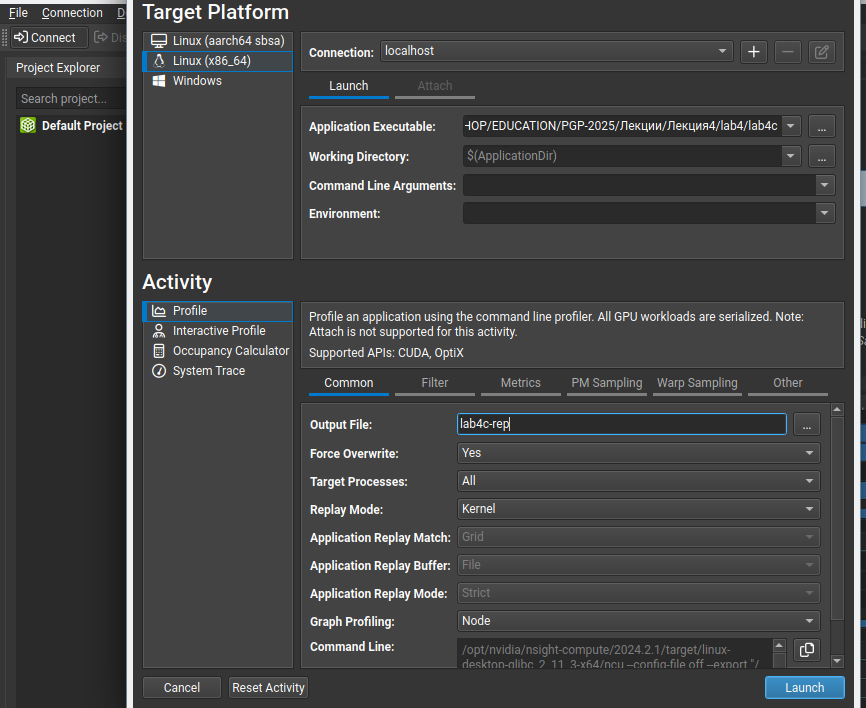 File Connection D
Connect Dis
Project Explorer
Search project...
Default Project
Target Platform
Linux (aarch64 sbsa)
Linux (x86_64)
Windows
Connection: localhost
Launch Attach
Application Executable: HOP/EDUCATION/PGP-2025/Лекции/Лекция4/lab4/lab4c ...
Working Directory: $(ApplicationDir) ...
Command Line Arguments:
Environment:
Activity
Profile
Interactive Profile
Occupancy Calculator
System Trace
Profile an application using the command line profiler. All GPU workloads are serialized. Note:
Attach is not supported for this activity.
Supported APIs: CUDA, OptiX
Common Filter Metrics PM Sampling Warp Sampling Other
Output File: lab4c-rep ...
Force Overwrite: Yes
Target Processes: All
Replay Mode: Kernel
Application Replay Match: Grid
Application Replay Buffer: File
Application Replay Mode: Strict
Graph Profiling: Node
Command Line: /opt/nvidia/nsight-compute/2024.2.1/target/linux-
desktop-glibc_2_11_3-x64/ncu --config-file off --export "/
Cancel Reset Activity Launch